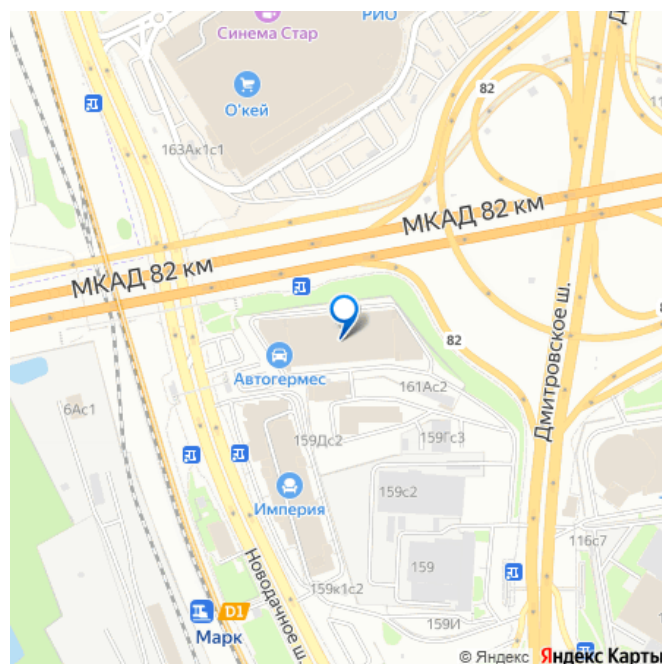 РИО
Синема Стар
82
О'кей
163Ак1с1
МКАД 82 км
МКАД 82 км
82
Дмитровское ш.
Автогермес
161Ас2
6Ас1
159Дс2
159Гс3
159с2
Империя
116с7
159
Новодачное ш.
159к1с2
D1
159И
Марк
© Яндекс Яндекс Карты